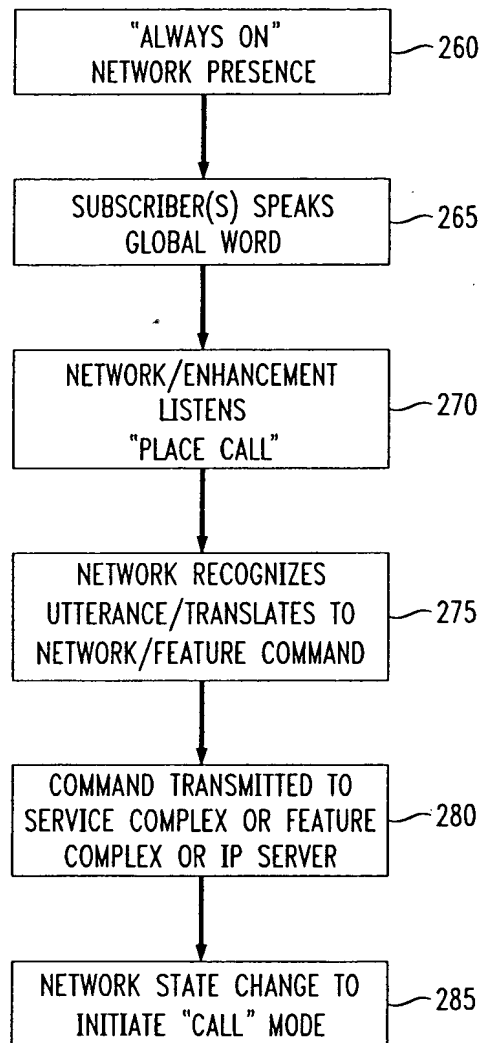 "ALWAYS ON"
NETWORK PRESENCE
260
SUBSCRIBER(S) SPEAKS
GLOBAL WORD
265
NETWORK/ENHANCEMENT
LISTENS
"PLACE CALL"
270
NETWORK RECOGNIZES
UTTERANCE/TRANSLATES TO
NETWORK/FEATURE COMMAND
275
COMMAND TRANSMITTED TO
SERVICE COMPLEX OR FEATURE
COMPLEX OR IP SERVER
280
NETWORK STATE CHANGE TO
INITIATE "CALL" MODE
285